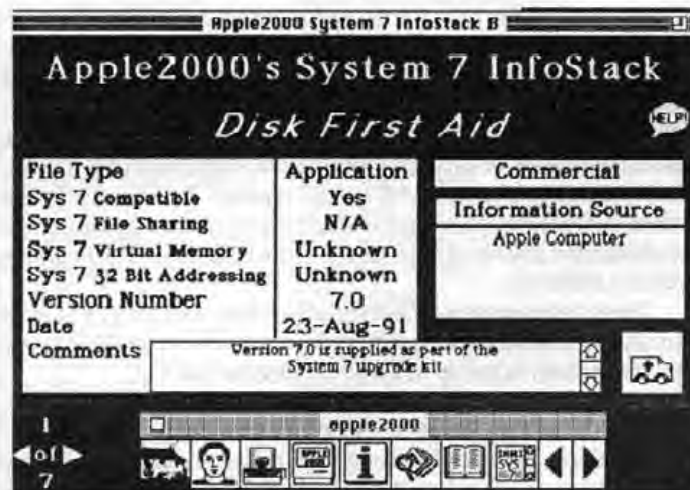 Apple2000 System 7 InfoStack B
Apple2000's System 7 InfoStack
Disk First Aid
HELP!
File Type Application
Sys 7 Compatible Yes
Sys 7 File Sharing N/A
Sys 7 Virtual Memory Unknown
Sys 7 32 Bit Addressing Unknown
Version Number 7.0
Date 23-Aug-91
Comments Version 7.0 is supplied as part of the
System 7 upgrade kit
Commercial
Information Source
Apple Computer
1
of
7
apple2000
APPLE
i
SYS